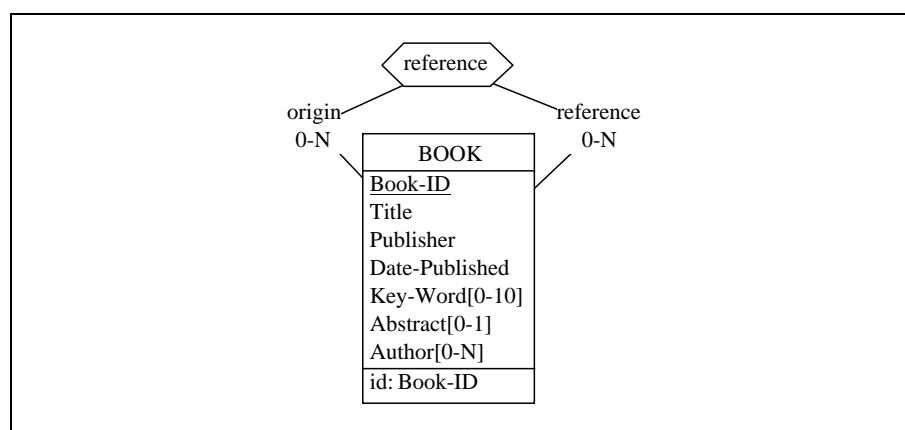 reference
origin
reference
0-N
0-N
BOOK
Book-ID
Title
Publisher
Date-Published
Key-Word[0-10]
Abstract[0-1]
Author[0-N]
id: Book-ID